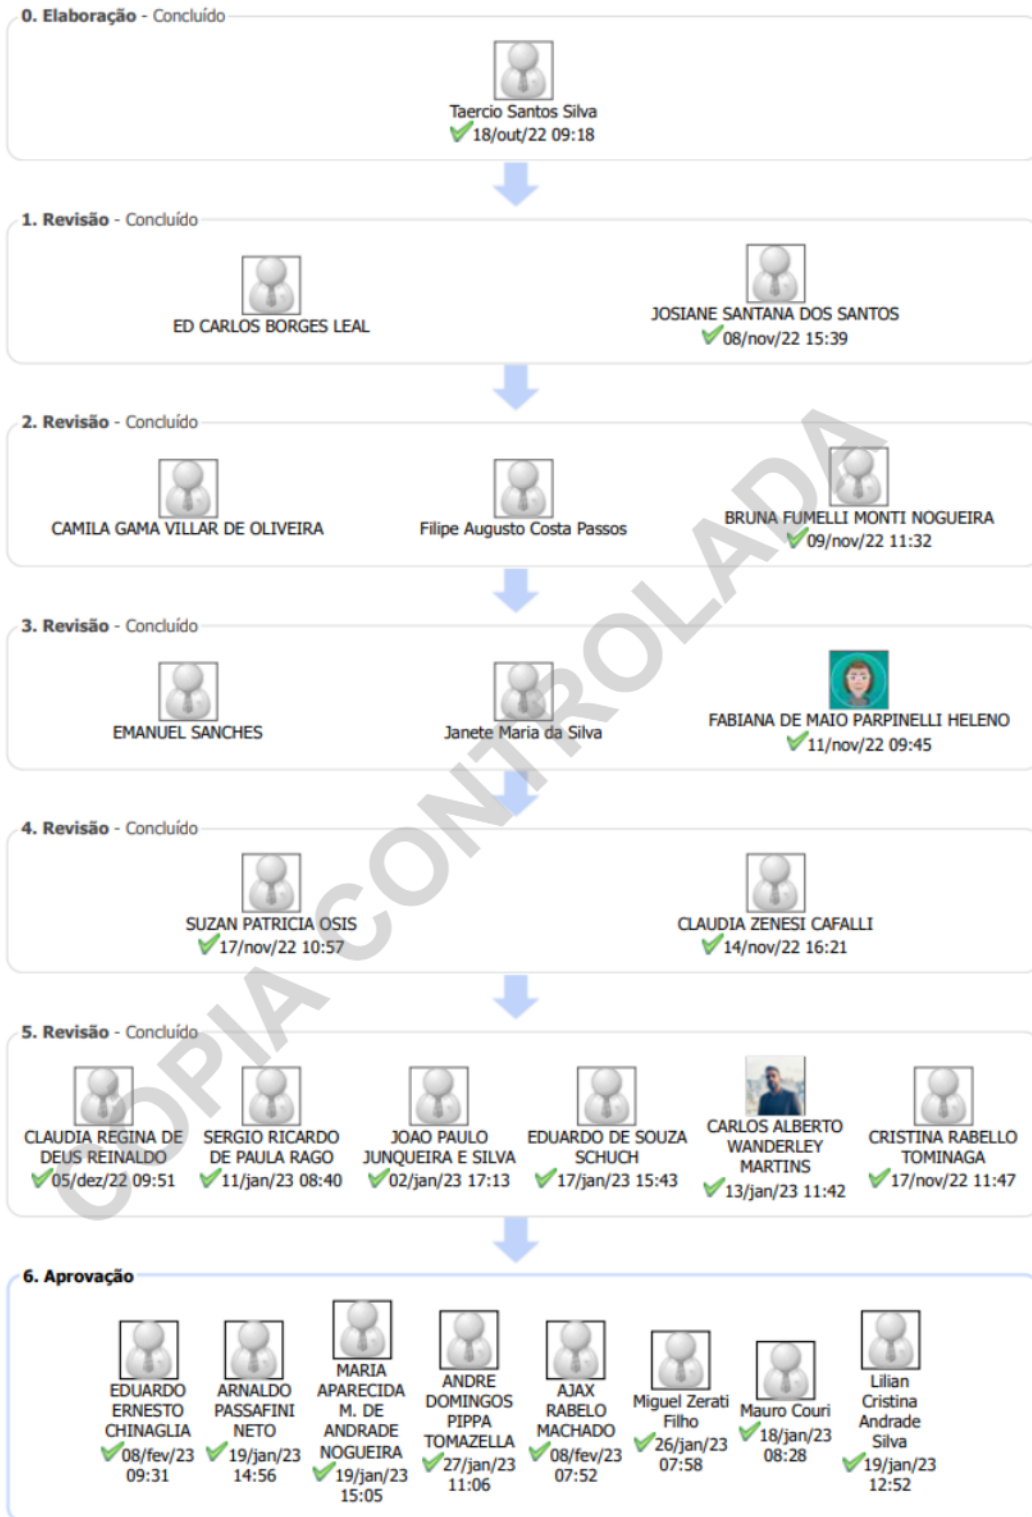 0. Elaboração - Concluído
Taercio Santos Silva
18/out/22 09:18
1. Revisão - Concluído
ED CARLOS BORGES LEAL
JOSIANE SANTANA DOS SANTOS
08/nov/22 15:39
2. Revisão - Concluído
CAMILA GAMA VILLAR DE OLIVEIRA
Filipe Augusto Costa Passos
BRUNA FUMELLI MONTI NOGUEIRA
09/nov/22 11:32
3. Revisão - Concluído
EMANUEL SANCHES
Janete Maria da Silva
FABIANA DE MAIO PARPINELLI HELENO
11/nov/22 09:45
4. Revisão - Concluído
SUZAN PATRICIA OSIS
17/nov/22 10:57
CLAUDIA ZENESI CAFALLI
14/nov/22 16:21
5. Revisão - Concluído
CLAUDIA REGINA DE
DEUS REINALDO
05/dez/22 09:51
SERGIO RICARDO
DE PAULA RAGO
11/jan/23 08:40
JOAO PAULO
JUNQUEIRA E SILVA
02/jan/23 17:13
EDUARDO DE SOUZA
SCHUCH
17/jan/23 15:43
CARLOS ALBERTO
WANDERLEY
MARTINS
13/jan/23 11:42
CRISTINA RABELLO
TOMINAGA
17/nov/22 11:47
6. Aprovação
EDUARDO
ERNESTO
CHINAGLIA
08/fev/23
09:31
ARNALDO
PASSAFINI
NETO
19/jan/23
14:56
MARIA
APARECIDA
M. DE
ANDRADE
NOGUEIRA
19/jan/23
15:05
ANDRE
DOMINGOS
PIPPA
TOMAZELLA
27/jan/23
11:06
AJAX
RABELO
MACHADO
08/fev/23
07:52
Miguel Zerati
Filho
26/jan/23
07:58
Mauro Couri
18/jan/23
08:28
Lilian
Cristina
Andrade
Silva
19/jan/23
12:52
COPIA CONTROLADA